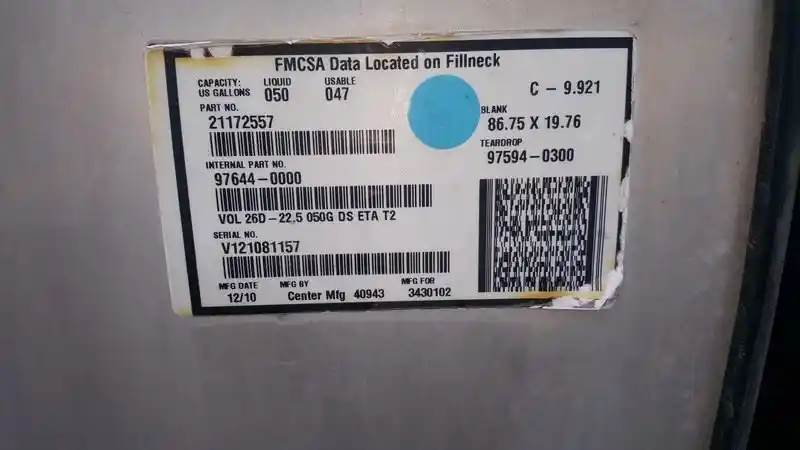 FMCSA Data Located on Fillneck
CAPACITY: LIQUID USABLE
US GALLONS 050 047
C - 9.921
PART NO.
21172557
BLANK
86.75 X 19.76
TEARDROP
97594-0300
INTERNAL PART NO.
97644-0000
VOL 26D-22.5 050G DS ETA T2
SERIAL NO.
V121081157
MFG DATE MFG BY MFG FOR
12/10 Center Mfg 40943 3430102